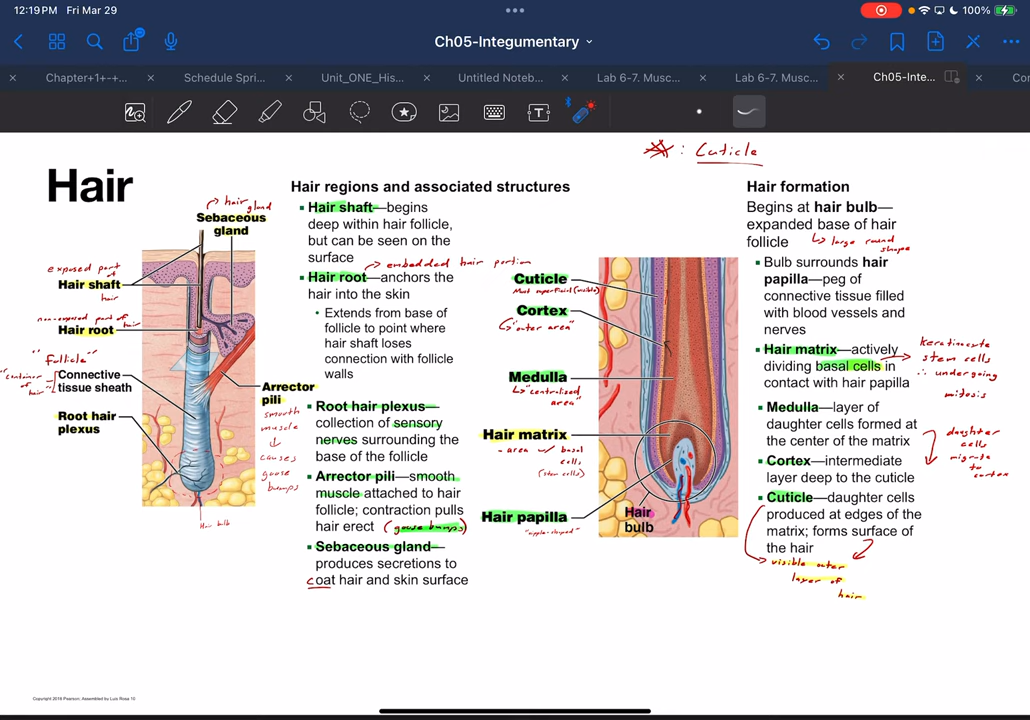 12:19 PM Fri Mar 29
100%
Ch05-Integumentary
Chapter+1+-+...
Schedule Spri...
Unit_ONE_His...
Untitled Noteb...
Lab 6-7. Musc...
Lab 6-7. Musc...
Ch05-Inte...
Con
: Cuticle
Hair
hair gland
Sebaceous
gland
exposed part
of
Hair shaft
hair
non-exposed part of hair
Hair root
"Follicle"
"container
of
hair"
Connective
tissue sheath
Root hair
plexus
Arrector
pili
smooth
muscle
causes
goose
bumps
Hair bulb
Hair regions and associated structures
Hair shaft—begins
deep within hair follicle,
but can be seen on the
surface
embedded hair portion
Hair root—anchors the
hair into the skin
Extends from base of
follicle to point where
hair shaft loses
connection with follicle
walls
Root hair plexus—
collection of sensory
nerves surrounding the
base of the follicle
Arrector pili—smooth
muscle attached to hair
follicle; contraction pulls
hair erect (goose bumps)
Sebaceous gland—
produces secretions to
coat hair and skin surface
Cuticle
Most superficial (visible)
Cortex
"outer area"
Medulla
"centralized
area"
Hair matrix
- area w/ basal
cells
(stem cells)
Hair papilla
"nipple-shaped"
Hair
bulb
Hair formation
Begins at hair bulb—
expanded base of hair
follicle
large round
shape
Bulb surrounds hair
papilla—peg of
connective tissue filled
with blood vessels and
nerves
Hair matrix—actively
dividing basal cells in
contact with hair papilla
keratinocyte
stem cells
∴ undergoing
mitosis
Medulla—layer of
daughter cells formed at
the center of the matrix
daughter
cells
migrate
to
cortex
Cortex—intermediate
layer deep to the cuticle
Cuticle—daughter cells
produced at edges of the
matrix; forms surface of
the hair
visible outer
layer of
hair